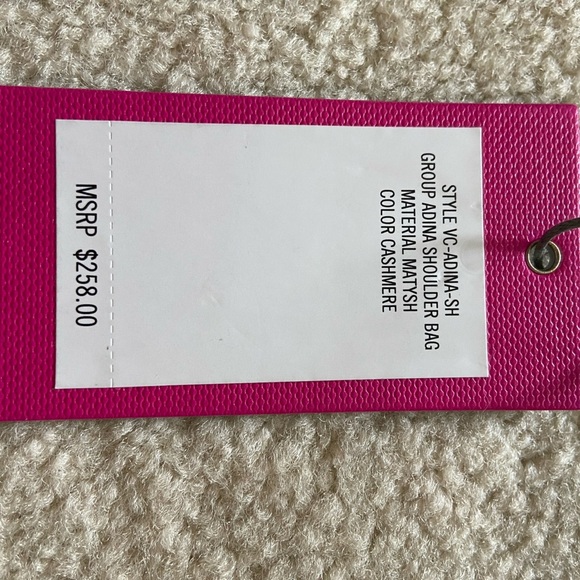 STYLE VC-ADINA-SH
GROUP ADINA SHOULDER BAG
MATERIAL MATYSH
COLOR CASHMERE
MSRP $258.00